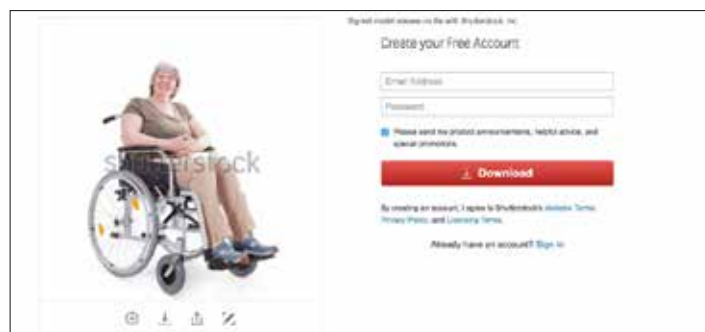 Signed model release on file with Shutterstock, Inc.
Create your Free Account
Email Address
Password
Please send me product announcements, helpful advice, and
special promotions.
Download
By creating an account, I agree to Shutterstock's Website Terms,
Privacy Policy, and Licensing Terms.
Already have an account? Sign in
shutterstock